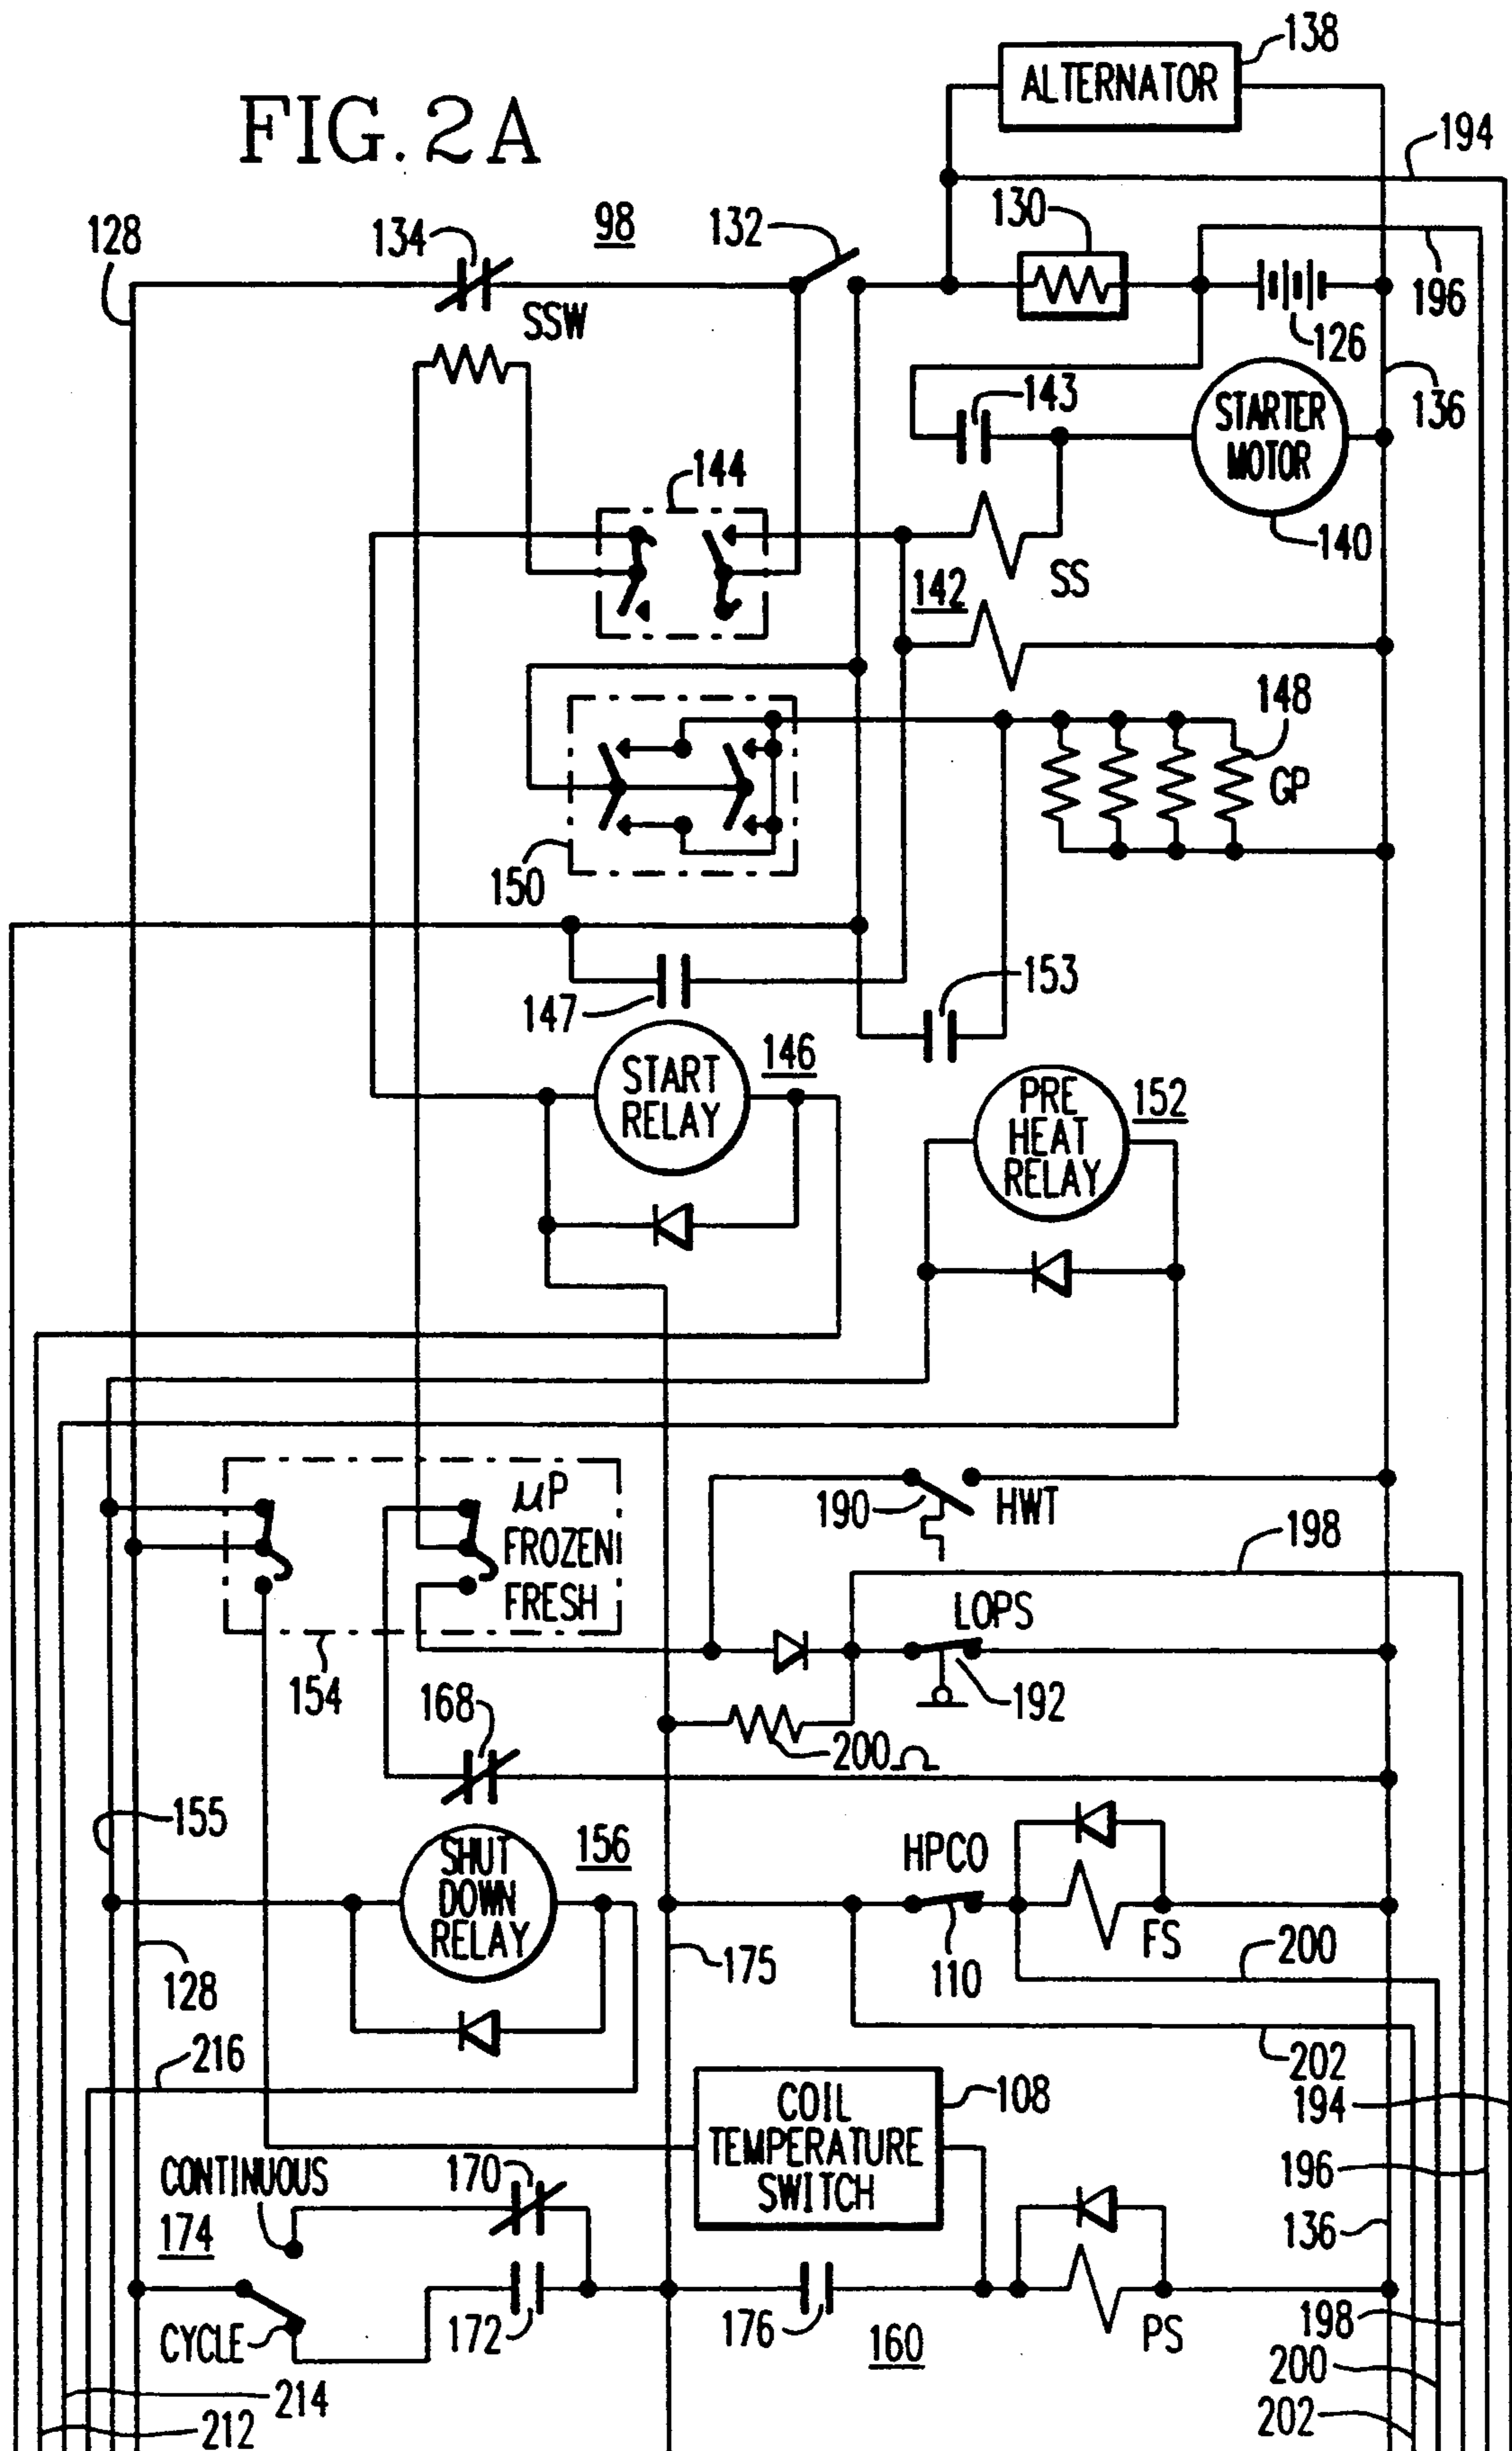 FIG. 2A
ALTERNATOR
138
194
128
134
98
132
130
SSW
126
196
136
143
STARTER
MOTOR
140
144
SS
142
148
GP
150
147
153
START
RELAY
146
PRE
HEAT
RELAY
152
μP
FROZEN
FRESH
154
190
HWT
198
LOPS
192
200Ω
168
155
SHUT
DOWN
RELAY
156
HPCO
110
FS
200
128
175
202
216
COIL
TEMPERATURE
SWITCH
108
194
CONTINUOUS
170
174
196
136
CYCLE
172
176
160
PS
198
200
214
212
202